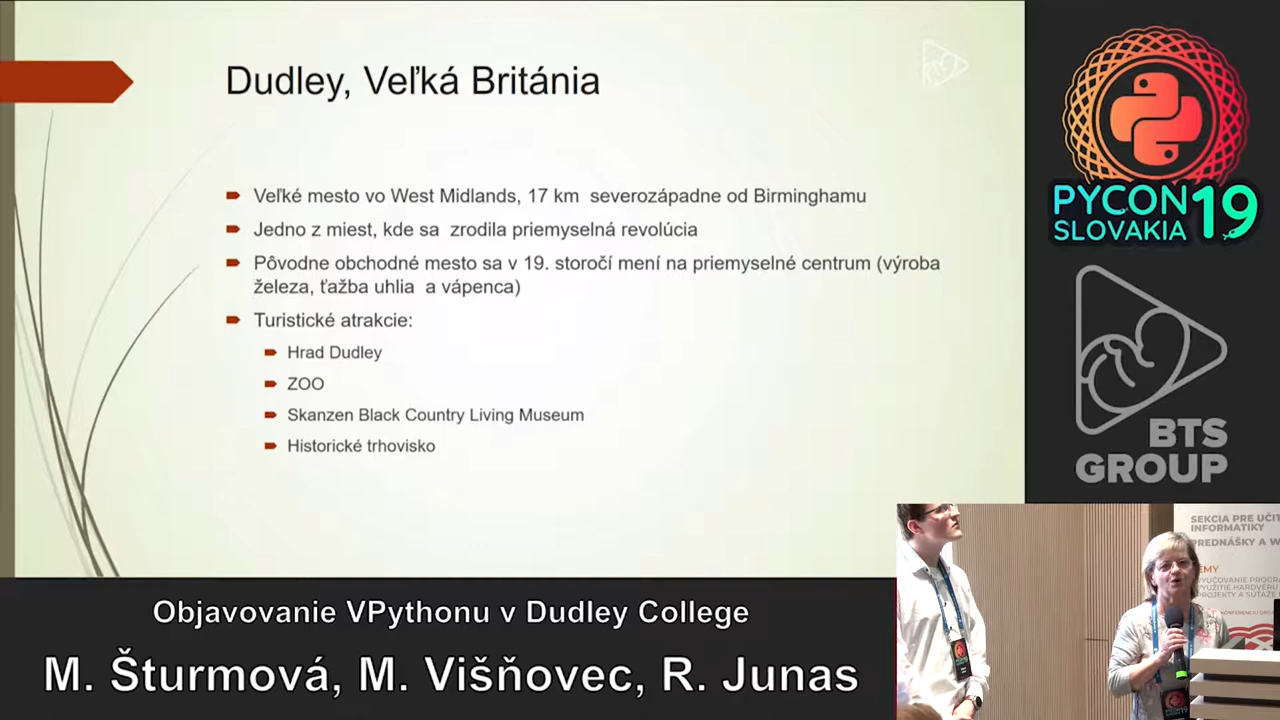 Dudley, Veľká Británia
Veľké mesto vo West Midlands, 17 km  severozápadne od Birminghamu
Jedno z miest, kde sa  zrodila priemyselná revolúcia
Pôvodne obchodné mesto sa v 19. storočí mení na priemyselné centrum (výroba
železa, ťažba uhlia  a vápenca)
Turistické atrakcie:
Hrad Dudley
ZOO
Skanzen Black Country Living Museum
Historické trhovisko
PYCON 19
SLOVAKIA
BTS
GROUP
SEKCIA PRE
INFORMATIKY
PREDNÁŠKY A
Objavovanie VPythonu v Dudley College
M. Šturmová, M. Višňovec, R. Junas